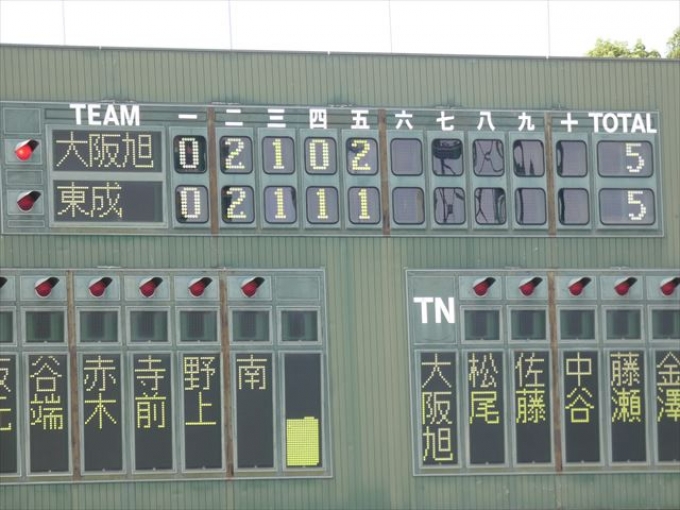 TEAM 一 二 三 四 五 六 七 八 九 十 TOTAL
大阪旭 0 2 1 0 2 5
東成 0 2 1 1 1 5
谷端 赤木 寺前 野上 南
TN
大阪旭 松尾 佐藤 中谷 藤瀬 金澤